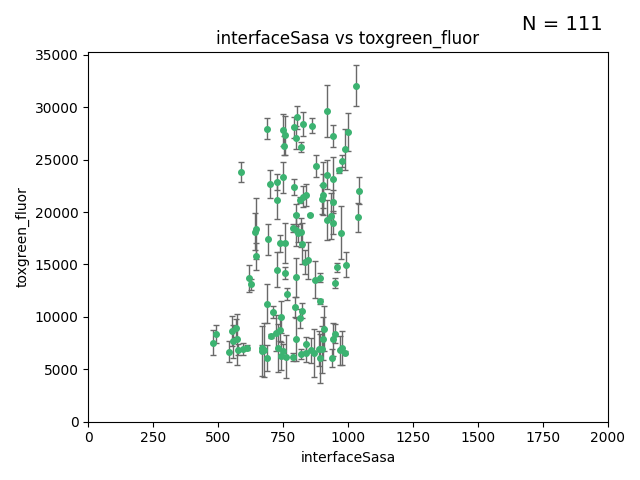 N = 111
interfaceSasa vs toxgreen_fluor
35000
30000
25000
20000
15000
10000
5000
0
toxgreen_fluor
0 250 500 750 1000 1250 1500 1750 2000
interfaceSasa